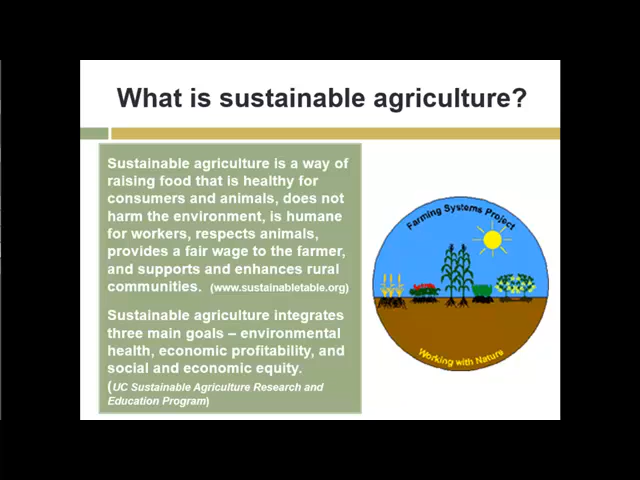 What is sustainable agriculture?
Sustainable agriculture is a way of
raising food that is healthy for
consumers and animals, does not
harm the environment, is humane
for workers, respects animals,
provides a fair wage to the farmer,
and supports and enhances rural
communities. (www.sustainabletable.org)
Sustainable agriculture integrates
three main goals – environmental
health, economic profitability, and
social and economic equity.
(UC Sustainable Agriculture Research and
Education Program)
Farming Systems Project
Working with Nature